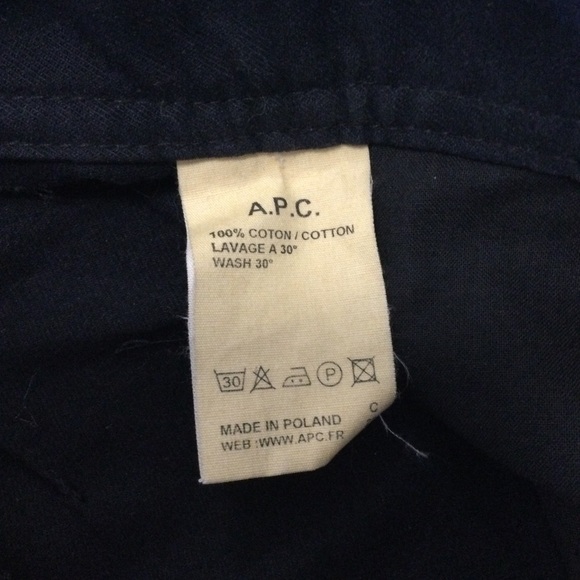 A.P.C.
100% COTON / COTTON
LAVAGE A 30°
WASH 30°
30 P
C
MADE IN POLAND
WEB :WWW.APC.FR